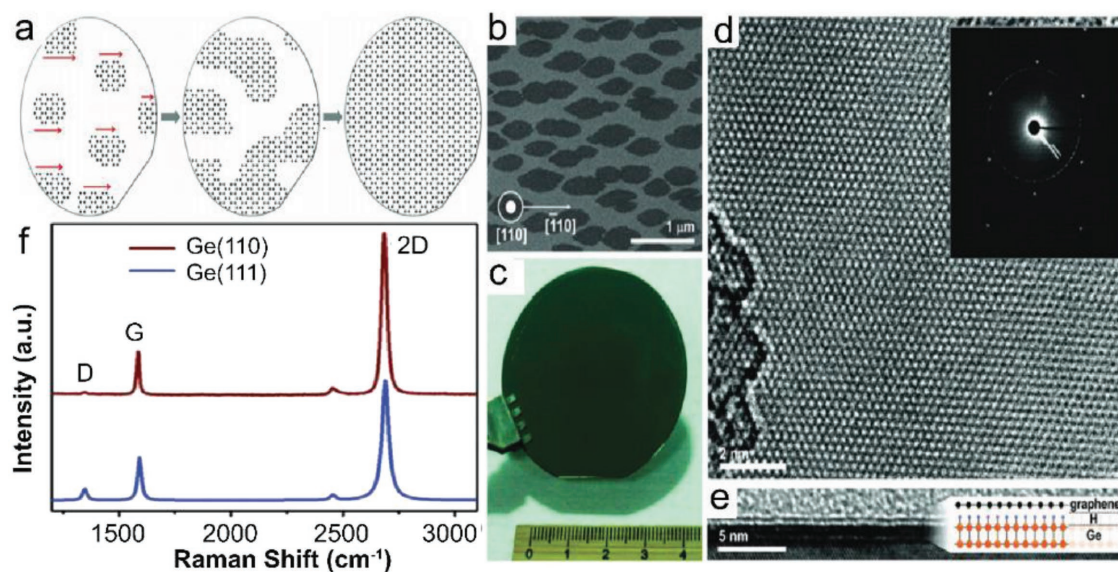 a
b
[110]
[̄110]
1 μm
c
0 1 2 3 4
d
2 nm
e
5 nm
graphene
H
Ge
f
Ge(110)
Ge(111)
D
G
2D
Intensity (a.u.)
1500 2000 2500 3000
Raman Shift (cm⁻¹)